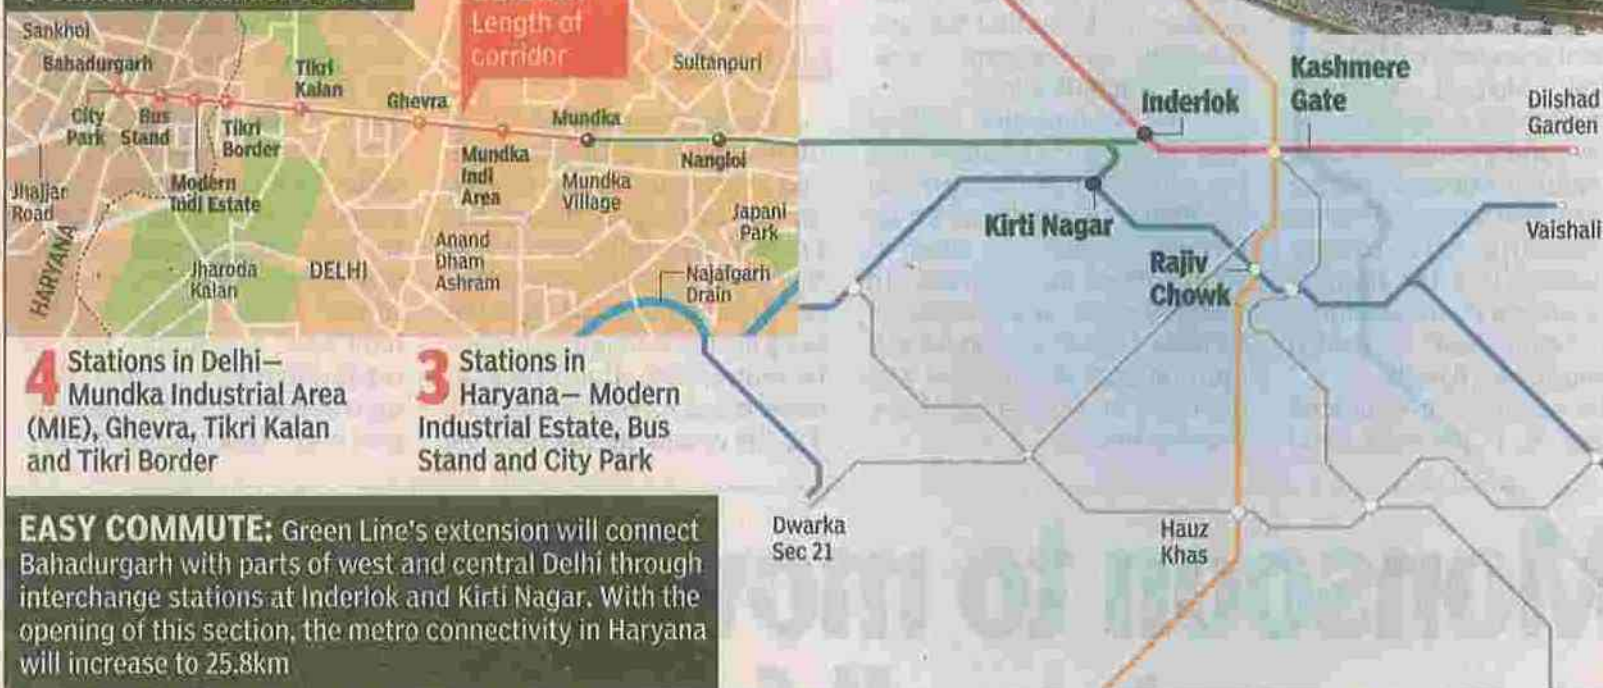 Length of
corridor
Sankhol
Bahadurgarh
City
Park
Bus
Stand
Tikri
Border
Tikri
Kalan
Ghevra
Modern
Indl Estate
Jhajjar
Road
HARYANA
Jharoda
Kalan
DELHI
Mundka
Indl
Area
Anand
Dham
Ashram
Mundka
Mundka
Village
Sultanpuri
Nangloi
Japani
Park
Najafgarh
Drain
Inderlok
Kashmere
Gate
Dilshad
Garden
Kirti Nagar
Rajiv
Chowk
Vaishali
Dwarka
Sec 21
Hauz
Khas
4 Stations in Delhi—
Mundka Industrial Area
(MIE), Ghevra, Tikri Kalan
and Tikri Border
3 Stations in
Haryana— Modern
Industrial Estate, Bus
Stand and City Park
EASY COMMUTE: Green Line's extension will connect
Bahadurgarh with parts of west and central Delhi through
interchange stations at Inderlok and Kirti Nagar. With the
opening of this section, the metro connectivity in Haryana
will increase to 25.8km